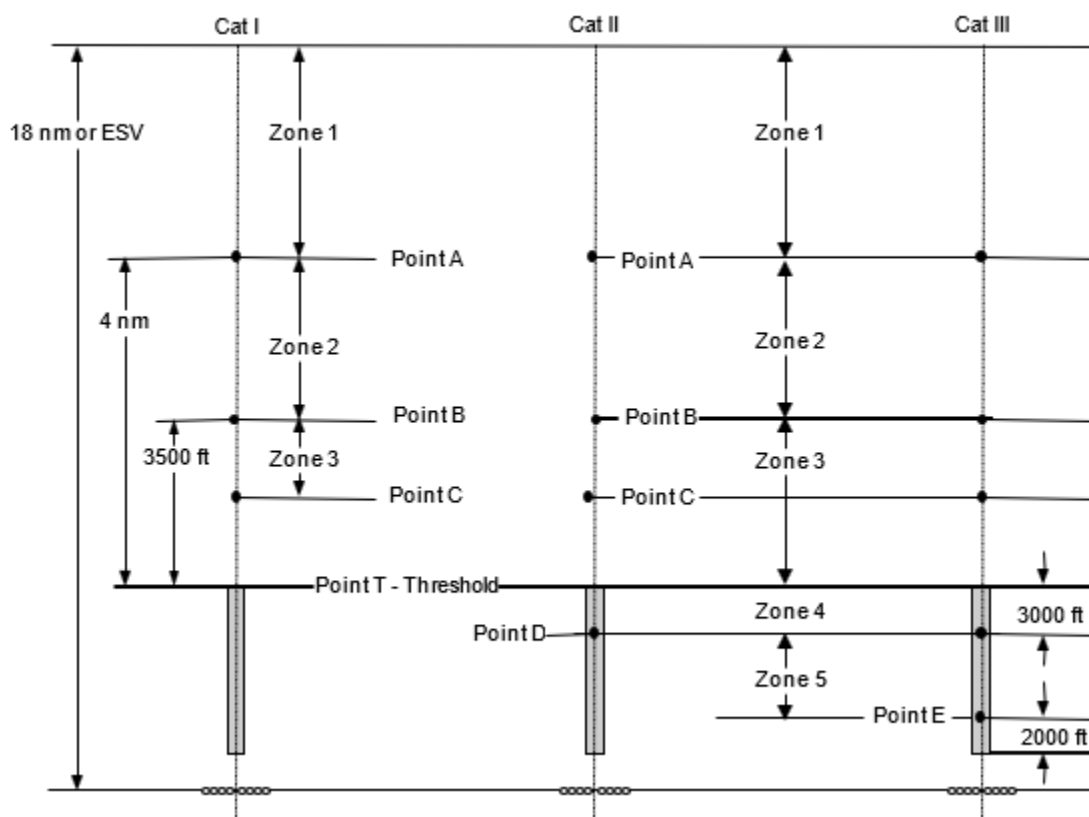 Cat I
Cat II
Cat III
18 nm or ESV
Zone 1
Zone 1
Point A
Point A
4 nm
Zone 2
Zone 2
Point B
Point B
3500 ft
Zone 3
Zone 3
Point C
Point C
Point T - Threshold
Zone 4
3000 ft
Point D
Zone 5
Point E
2000 ft